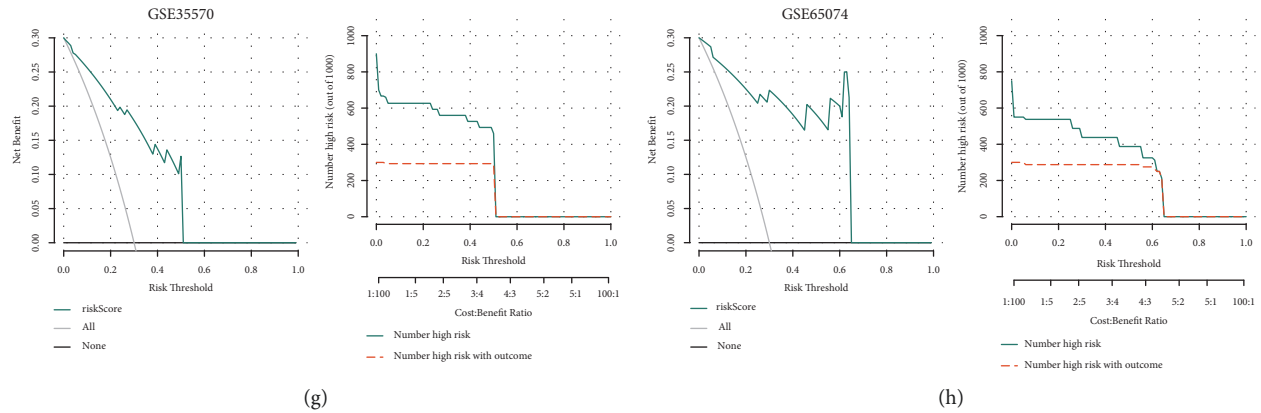 GSE35570
Net Benefit
0.30
0.25
0.20
0.15
0.10
0.05
0.00
0.0 0.2 0.4 0.6 0.8 1.0
Risk Threshold
riskScore
All
None
Number high risk (out of 1000)
1000
800
600
400
200
0
0.0 0.2 0.4 0.6 0.8 1.0
Risk Threshold
1:100 1:5 2:5 3:4 4:3 5:2 5:1 100:1
Cost:Benefit Ratio
Number high risk
Number high risk with outcome
(g)
GSE65074
Net Benefit
0.30
0.25
0.20
0.15
0.10
0.05
0.00
0.0 0.2 0.4 0.6 0.8 1.0
Risk Threshold
riskScore
All
None
Number high risk (out of 1000)
1000
800
600
400
200
0
0.0 0.2 0.4 0.6 0.8 1.0
Risk Threshold
1:100 1:5 2:5 3:4 4:3 5:2 5:1 100:1
Cost:Benefit Ratio
Number high risk
Number high risk with outcome
(h)